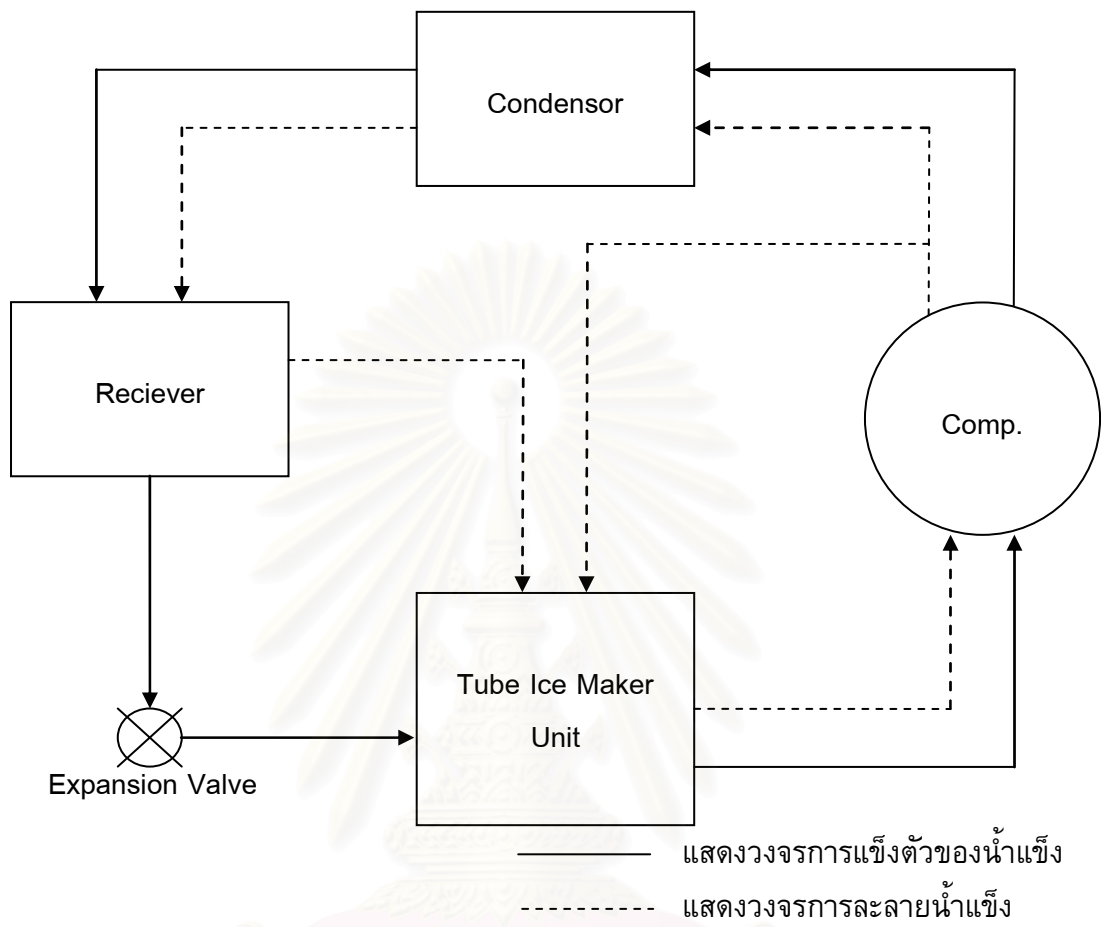 Condensor
Reciever
Comp.
Tube Ice Maker
Unit
Expansion Valve
แสดงวงจรการแข็งตัวของน้ำแข็ง
แสดงวงจรการละลายน้ำแข็ง